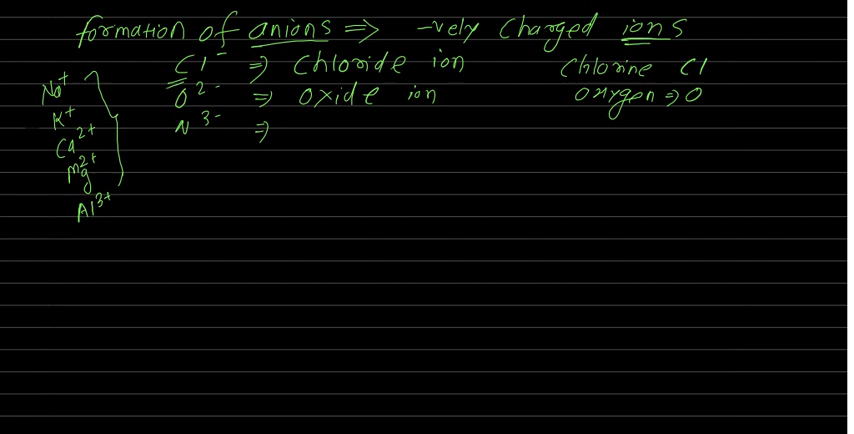 formation of anions => -vely charged ions
Cl⁻ => Chloride ion Chlorine Cl
O²⁻ => Oxide ion Oxygen => O
N³⁻ =>
Na⁺
K⁺
Ca²⁺
Mg²⁺
Al³⁺